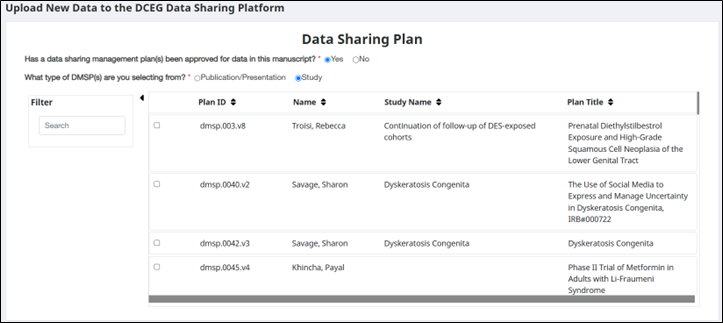 Upload New Data to the DCEG Data Sharing Platform
Data Sharing Plan
Has a data sharing management plan(s) been approved for data in this manuscript? * Yes No
What type of DMSP(s) are you selecting from? * Publication/Presentation Study
Filter
Search
Plan ID Name Study Name Plan Title
dmsp.003.v8 Troisi, Rebecca Continuation of follow-up of DES-exposed Prenatal Diethylstilbestrol
cohorts Exposure and High-Grade
Squamous Cell Neoplasia of the
Lower Genital Tract
dmsp.0040.v2 Savage, Sharon Dyskeratosis Congenita The Use of Social Media to
Express and Manage Uncertainty
in Dyskeratosis Congenita,
IRB#000722
dmsp.0042.v3 Savage, Sharon Dyskeratosis Congenita Dyskeratosis Congenita
dmsp.0045.v4 Khincha, Payal Phase II Trial of Metformin in
Adults with Li-Fraumeni
Syndrome